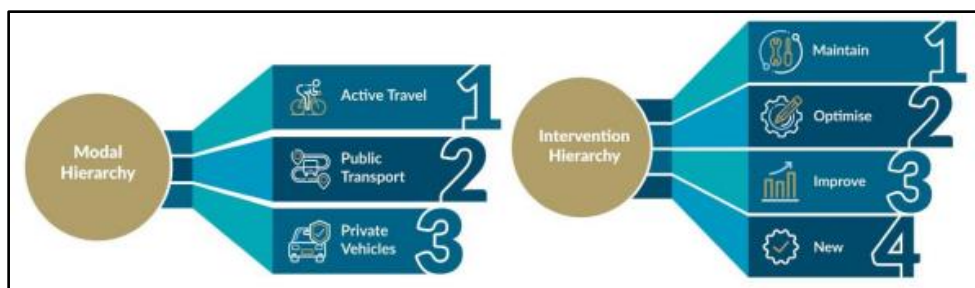 Modal
Hierarchy
Active Travel
1
Public
Transport
2
Private
Vehicles
3
Intervention
Hierarchy
Maintain
1
Optimise
2
Improve
3
New
4